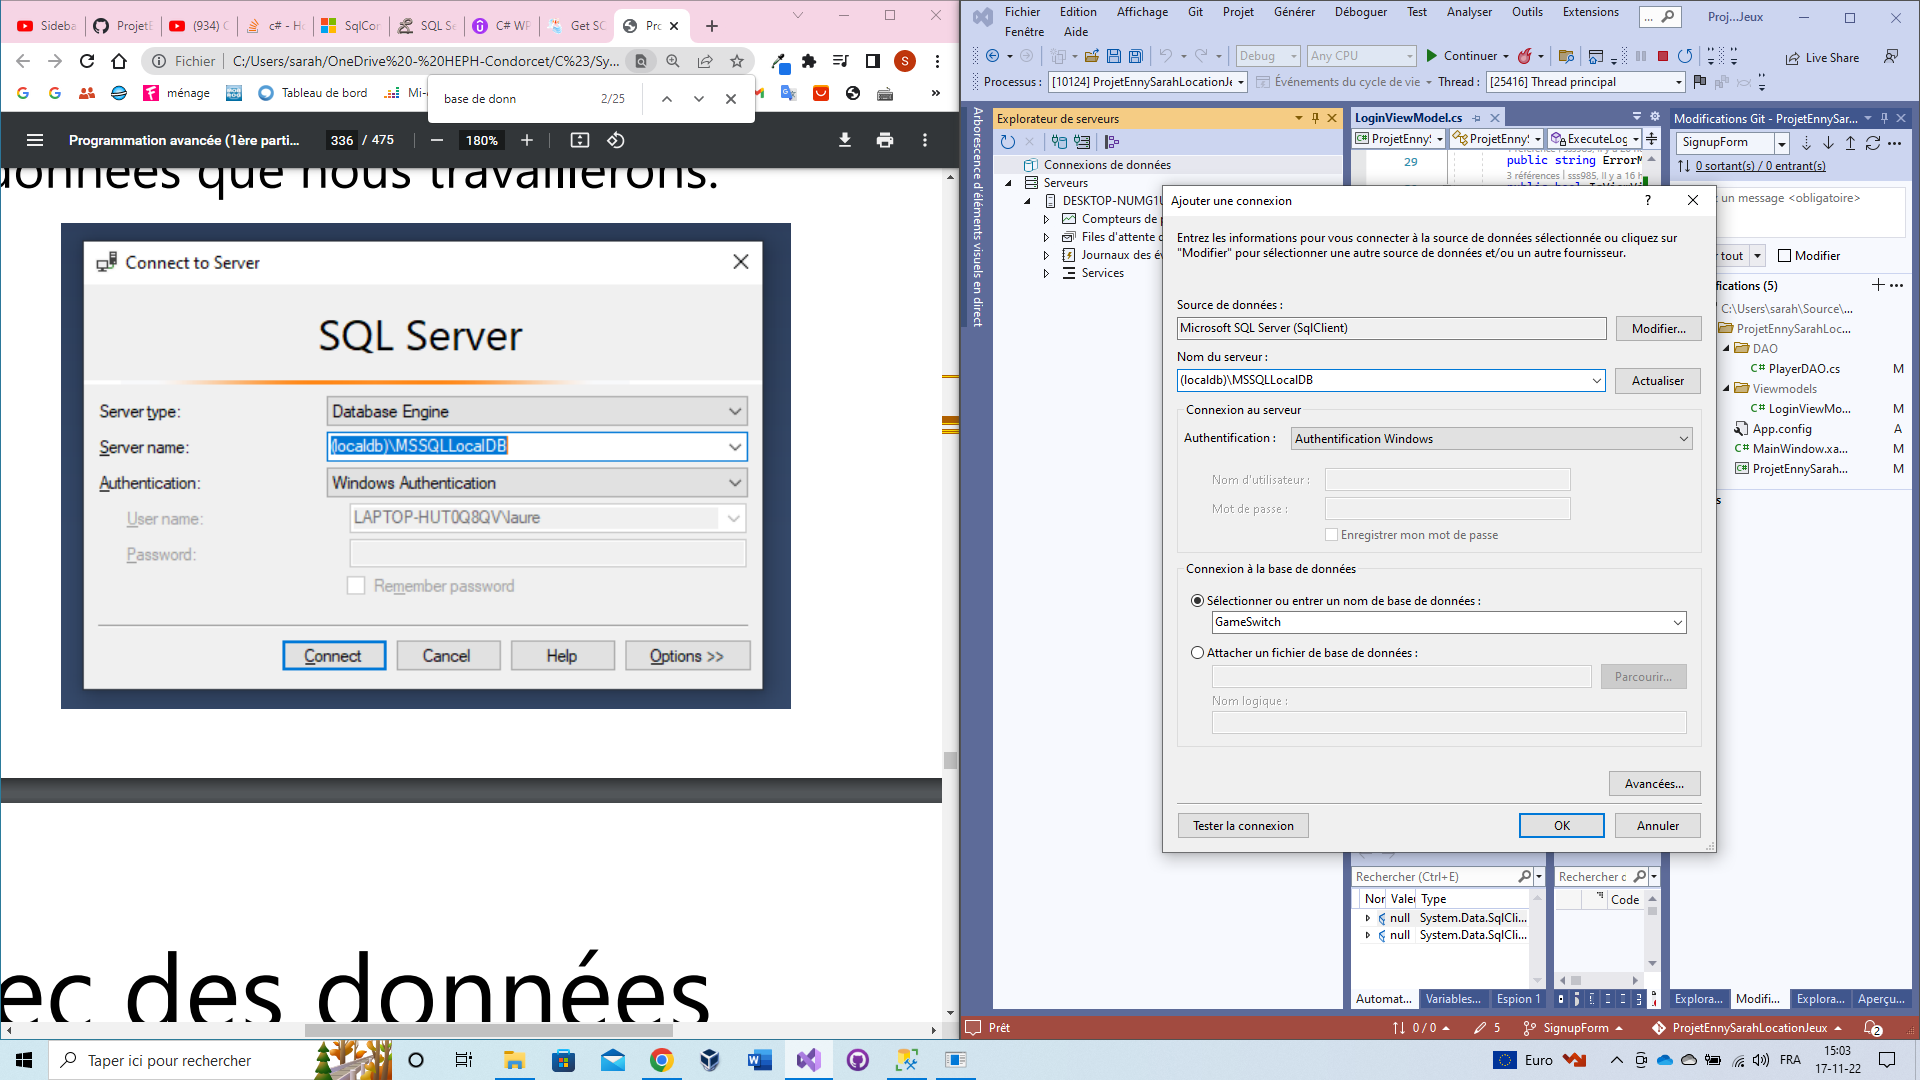 Sideba
ProjetE
(934) C
c# - Ho
SqlCor
SQL Se
C# WP
Get SC
Pro
Fichier
C:/Users/sarah/OneDrive%20-%20HEPH-Condorcet/C%23/Sy...
S
ménage
Tableau de bord
Mi-
base de donn
2/25
Programmation avancée (1ère parti...
336 / 475
180%
données que nous travaillerons.
Connect to Server
SQL Server
Server type:
Database Engine
Server name:
(localdb)\MSSQLLocalDB
Authentication:
Windows Authentication
User name:
LAPTOP-HUT0Q8QV\laure
Password:
Remember password
Connect
Cancel
Help
Options >>
ec des données
Fichier
Edition
Affichage
Git
Projet
Générer
Déboguer
Test
Analyser
Outils
Extensions
Fenêtre
Aide
...
Proj...Jeux
Debug
Any CPU
Continuer
Live Share
Processus :
[10124] ProjetEnnySarahLocationJe
Événements du cycle de vie
Thread :
[25416] Thread principal
Arborescence d'éléments visuels en direct
Explorateur de serveurs
Connexions de données
Serveurs
DESKTOP-NUMG1U
Compteurs de p
Files d'attente d
Journaux des év
Services
LoginViewModel.cs
ProjetEnny!
ProjetEnny!
ExecuteLog
29
public string ErrorM
3 références | sss985, Il y a 16 h
Modifications Git - ProjetEnnySar...
SignupForm
0 sortant(s) / 0 entrant(s)
un message <obligatoire>
tout
Modifier
fications (5)
C:\Users\sarah\Source\...
ProjetEnnySarahLoc...
DAO
C# PlayerDAO.cs
M
Viewmodels
C# LoginViewMo...
M
App.config
A
MainWindow.xa...
M
ProjetEnnySarah...
M
Ajouter une connexion
?
Entrez les informations pour vous connecter à la source de données sélectionnée ou cliquez sur
"Modifier" pour sélectionner une autre source de données et/ou un autre fournisseur.
Source de données :
Microsoft SQL Server (SqlClient)
Modifier...
Nom du serveur :
(localdb)\MSSQLLocalDB
Actualiser
Connexion au serveur
Authentification :
Authentification Windows
Nom d'utilisateur :
Mot de passe :
Enregistrer mon mot de passe
Connexion à la base de données
Sélectionner ou entrer un nom de base de données :
GameSwitch
Attacher un fichier de base de données :
Parcourir...
Nom logique :
Avancées...
Tester la connexion
OK
Annuler
Rechercher (Ctrl+E)
Rechercher d
Nor
Valeu
Type
Code
null
System.Data.SqlCli...
null
System.Data.SqlCli...
Automat...
Variables...
Espion 1
Explora...
Modifi...
Explora...
Aperçu...
Prêt
0 / 0
5
SignupForm
ProjetEnnySarahLocationJeux
2
Taper ici pour rechercher
Euro
FRA
15:03
17-11-22